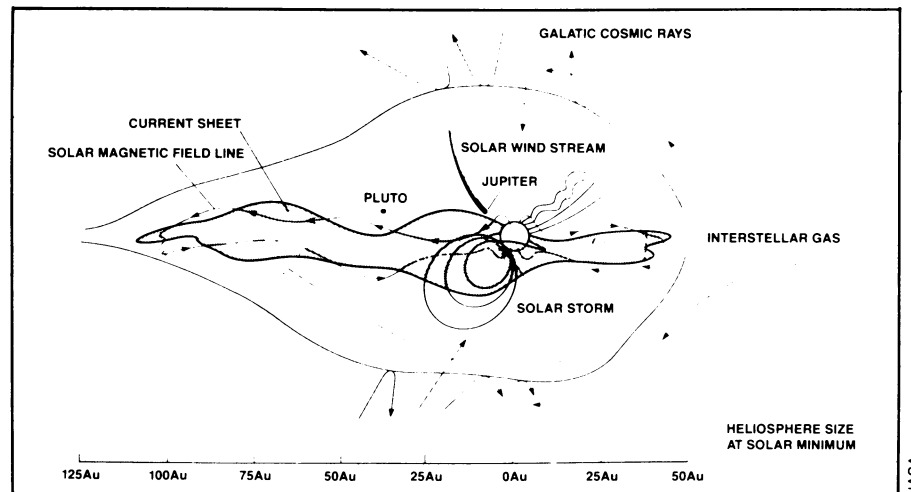 GALATIC COSMIC RAYS
CURRENT SHEET
SOLAR WIND STREAM
SOLAR MAGNETIC FIELD LINE
JUPITER
PLUTO
INTERSTELLAR GAS
SOLAR STORM
HELIOSPHERE SIZE
AT SOLAR MINIMUM
125Au 100Au 75Au 50Au 25Au 0Au 25Au 50Au
NASA